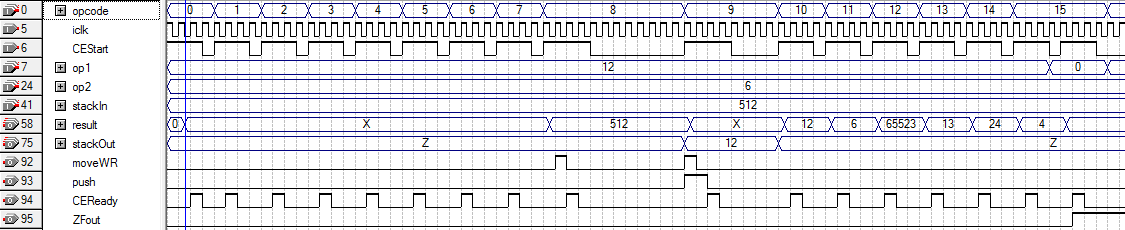 0 opcode 0 1 2 3 4 5 6 7 8 9 10 11 12 13 14 15
5 iclk
6 CEStart
7 op1 12 0
24 op2 6
41 stackIn 512
58 result 0 X 512 X 12 6 65523 13 24 4
75 stackOut Z 12 Z
92 moveWR
93 push
94 CEReady
95 ZFout